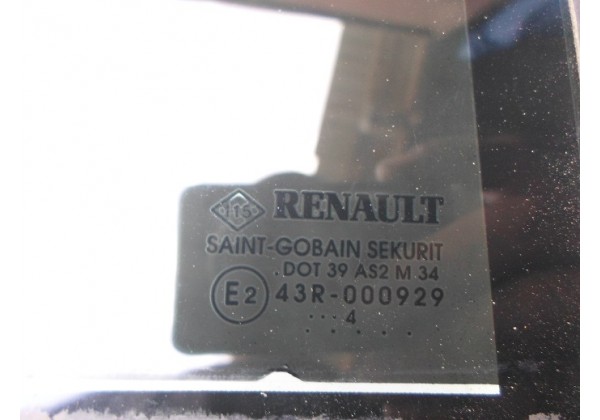 115 RENAULT
SAINT-GOBAIN SEKURIT
.DOT 39 AS2 M 34
E2 43R-000929
... 4
.....